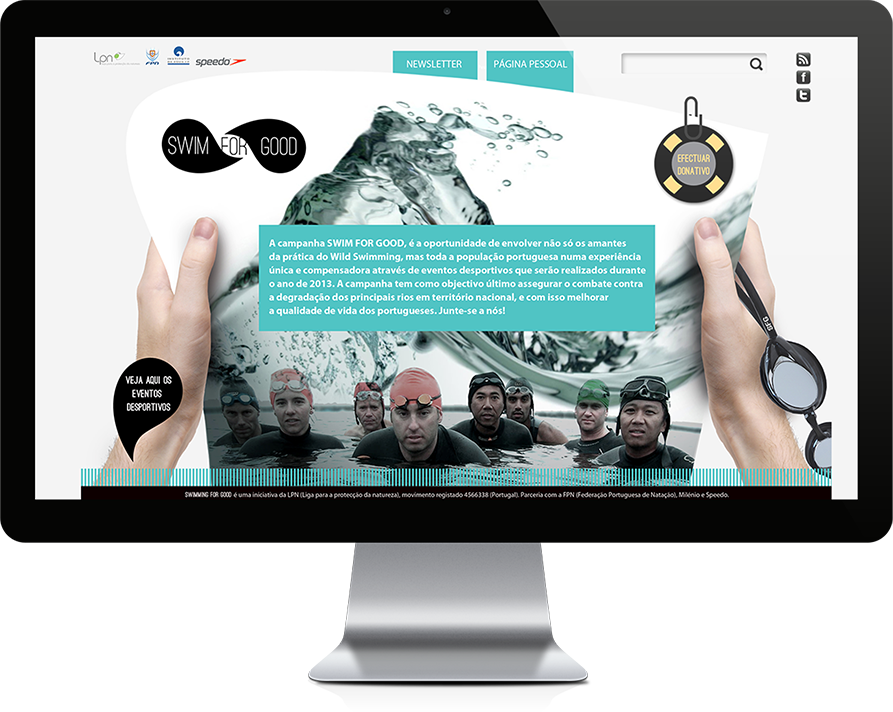 Lpn
FPN
speedo
NEWSLETTER
PÁGINA PESSOAL
SWIM FOR GOOD
EFECTUAR
DONATIVO
A campanha SWIM FOR GOOD, é a oportunidade de envolver não só os amantes
da prática do Wild Swimming, mas toda a população portuguesa numa experiência
única e compensadora através de eventos desportivos que serão realizados durante
o ano de 2013. A campanha tem como objectivo último assegurar o combate contra
a degradação dos principais rios em território nacional, e com isso melhorar
a qualidade de vida dos portugueses. Junte-se a nós!
SFG
VEJA AQUI OS
EVENTOS
DESPORTIVOS
SWIMMING FOR GOOD é uma iniciativa da LPN (Liga para a protecção da natureza), movimento registado 4566338 (Portugal). Parceria com a FPN (Federação Portuguesa de Natação), Milénio e Speedo.